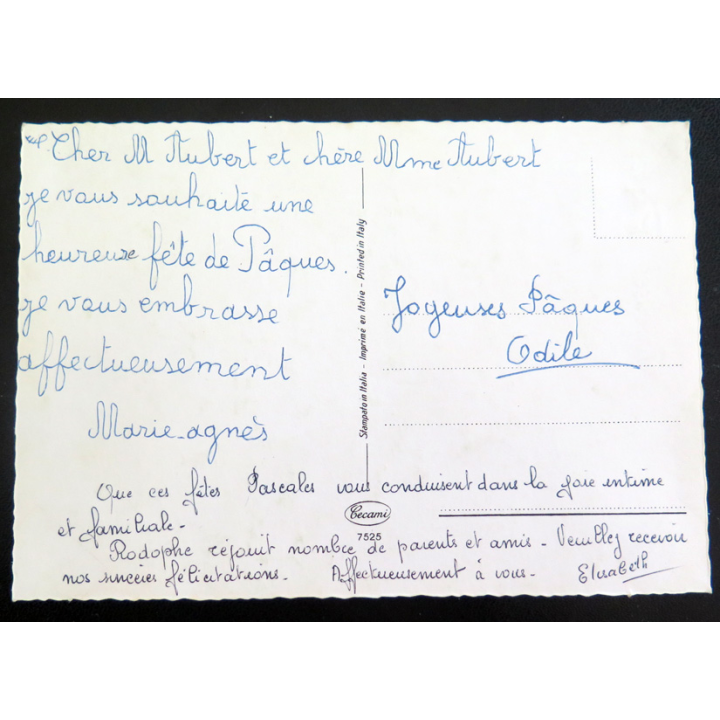 Cher M Aubert et chère Mme Aubert
je vous souhaite une
heureuse fête de Pâques.
je vous embrasse
affectueusement
Marie-agnès
Joyeuses Pâques
Odile
Stampato in Italia - Imprimé en Italie - Printed in Italy
Que ces fêtes Pascales vous conduisent dans la joie intime
et familiale -
Cecami
7525
Rodophe réjouit nombre de parents et amis - Veuillez recevoir
nos sincères félicitations. Affectueusement à vous - Elisabeth